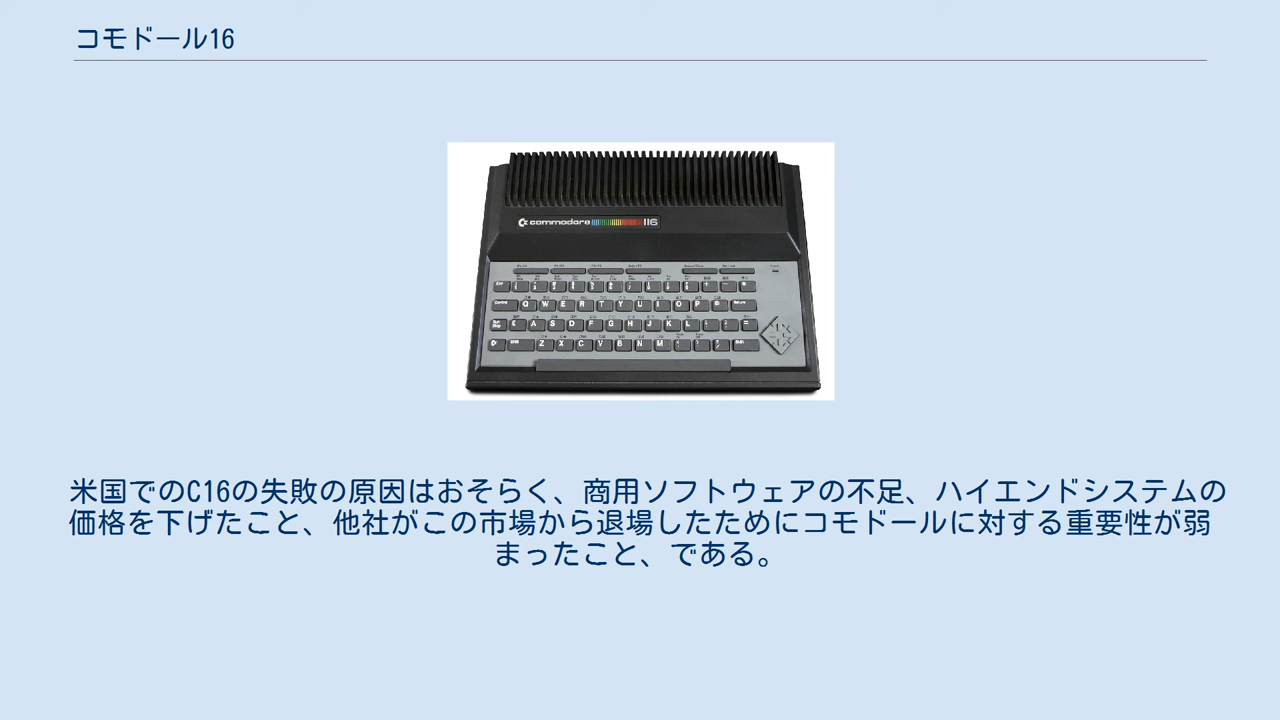 コモドール16
commodore 116
Q W E R T Y U I O P
A S D F G H J K L
Z X C V B N M
米国でのC16の失敗の原因はおそらく、商用ソフトウェアの不足、ハイエンドシステムの
価格を下げたこと、他社がこの市場から退場したためにコモドールに対する重要性が弱
まったこと、である。